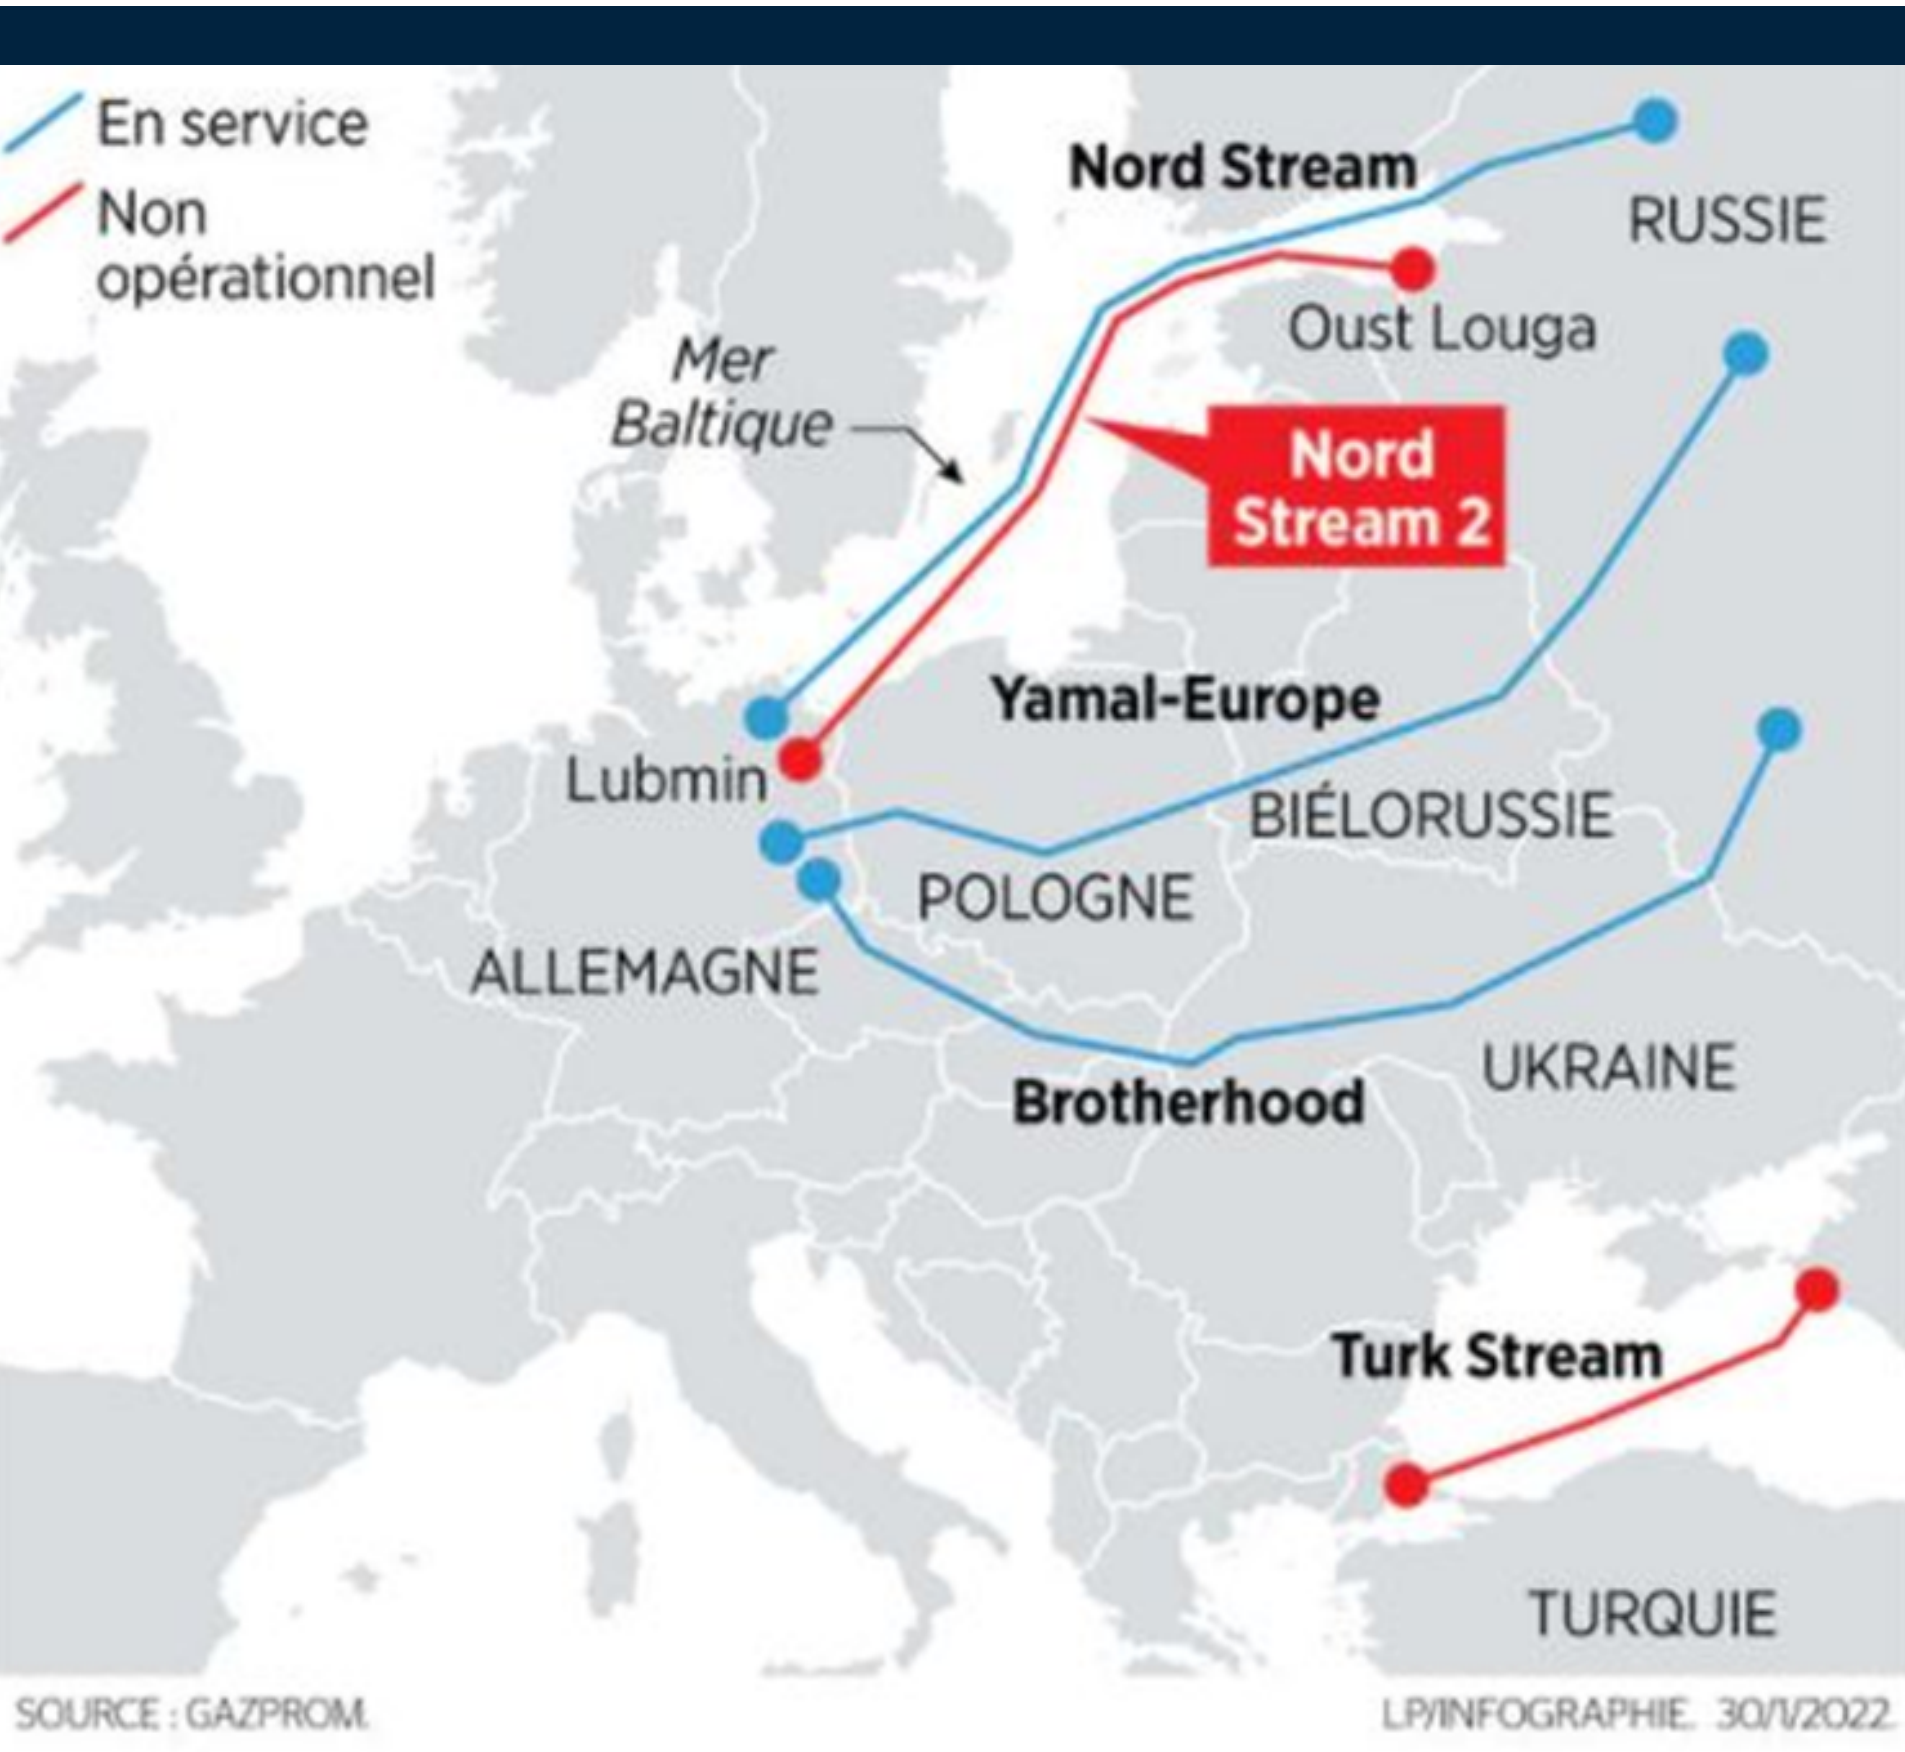 En service
Non
opérationnel
Nord Stream
RUSSIE
Oust Louga
Mer
Baltique
Nord
Stream 2
Yamal-Europe
Lubmin
BIÉLORUSSIE
POLOGNE
ALLEMAGNE
UKRAINE
Brotherhood
Turk Stream
TURQUIE
SOURCE : GAZPROM.
LP/INFOGRAPHIE. 30/1/2022.